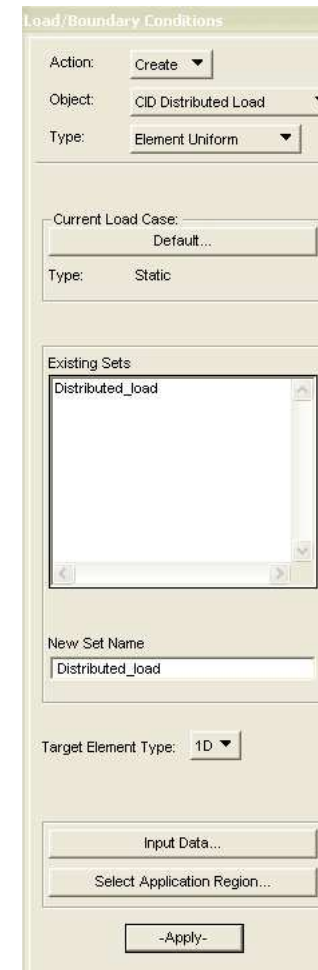 Load/Boundary Conditions
Action: Create
Object: CID Distributed Load
Type: Element Uniform
Current Load Case:
Default...
Type: Static
Existing Sets
Distributed_load
New Set Name
Distributed_load
Target Element Type: 1D
Input Data...
Select Application Region...
-Apply-